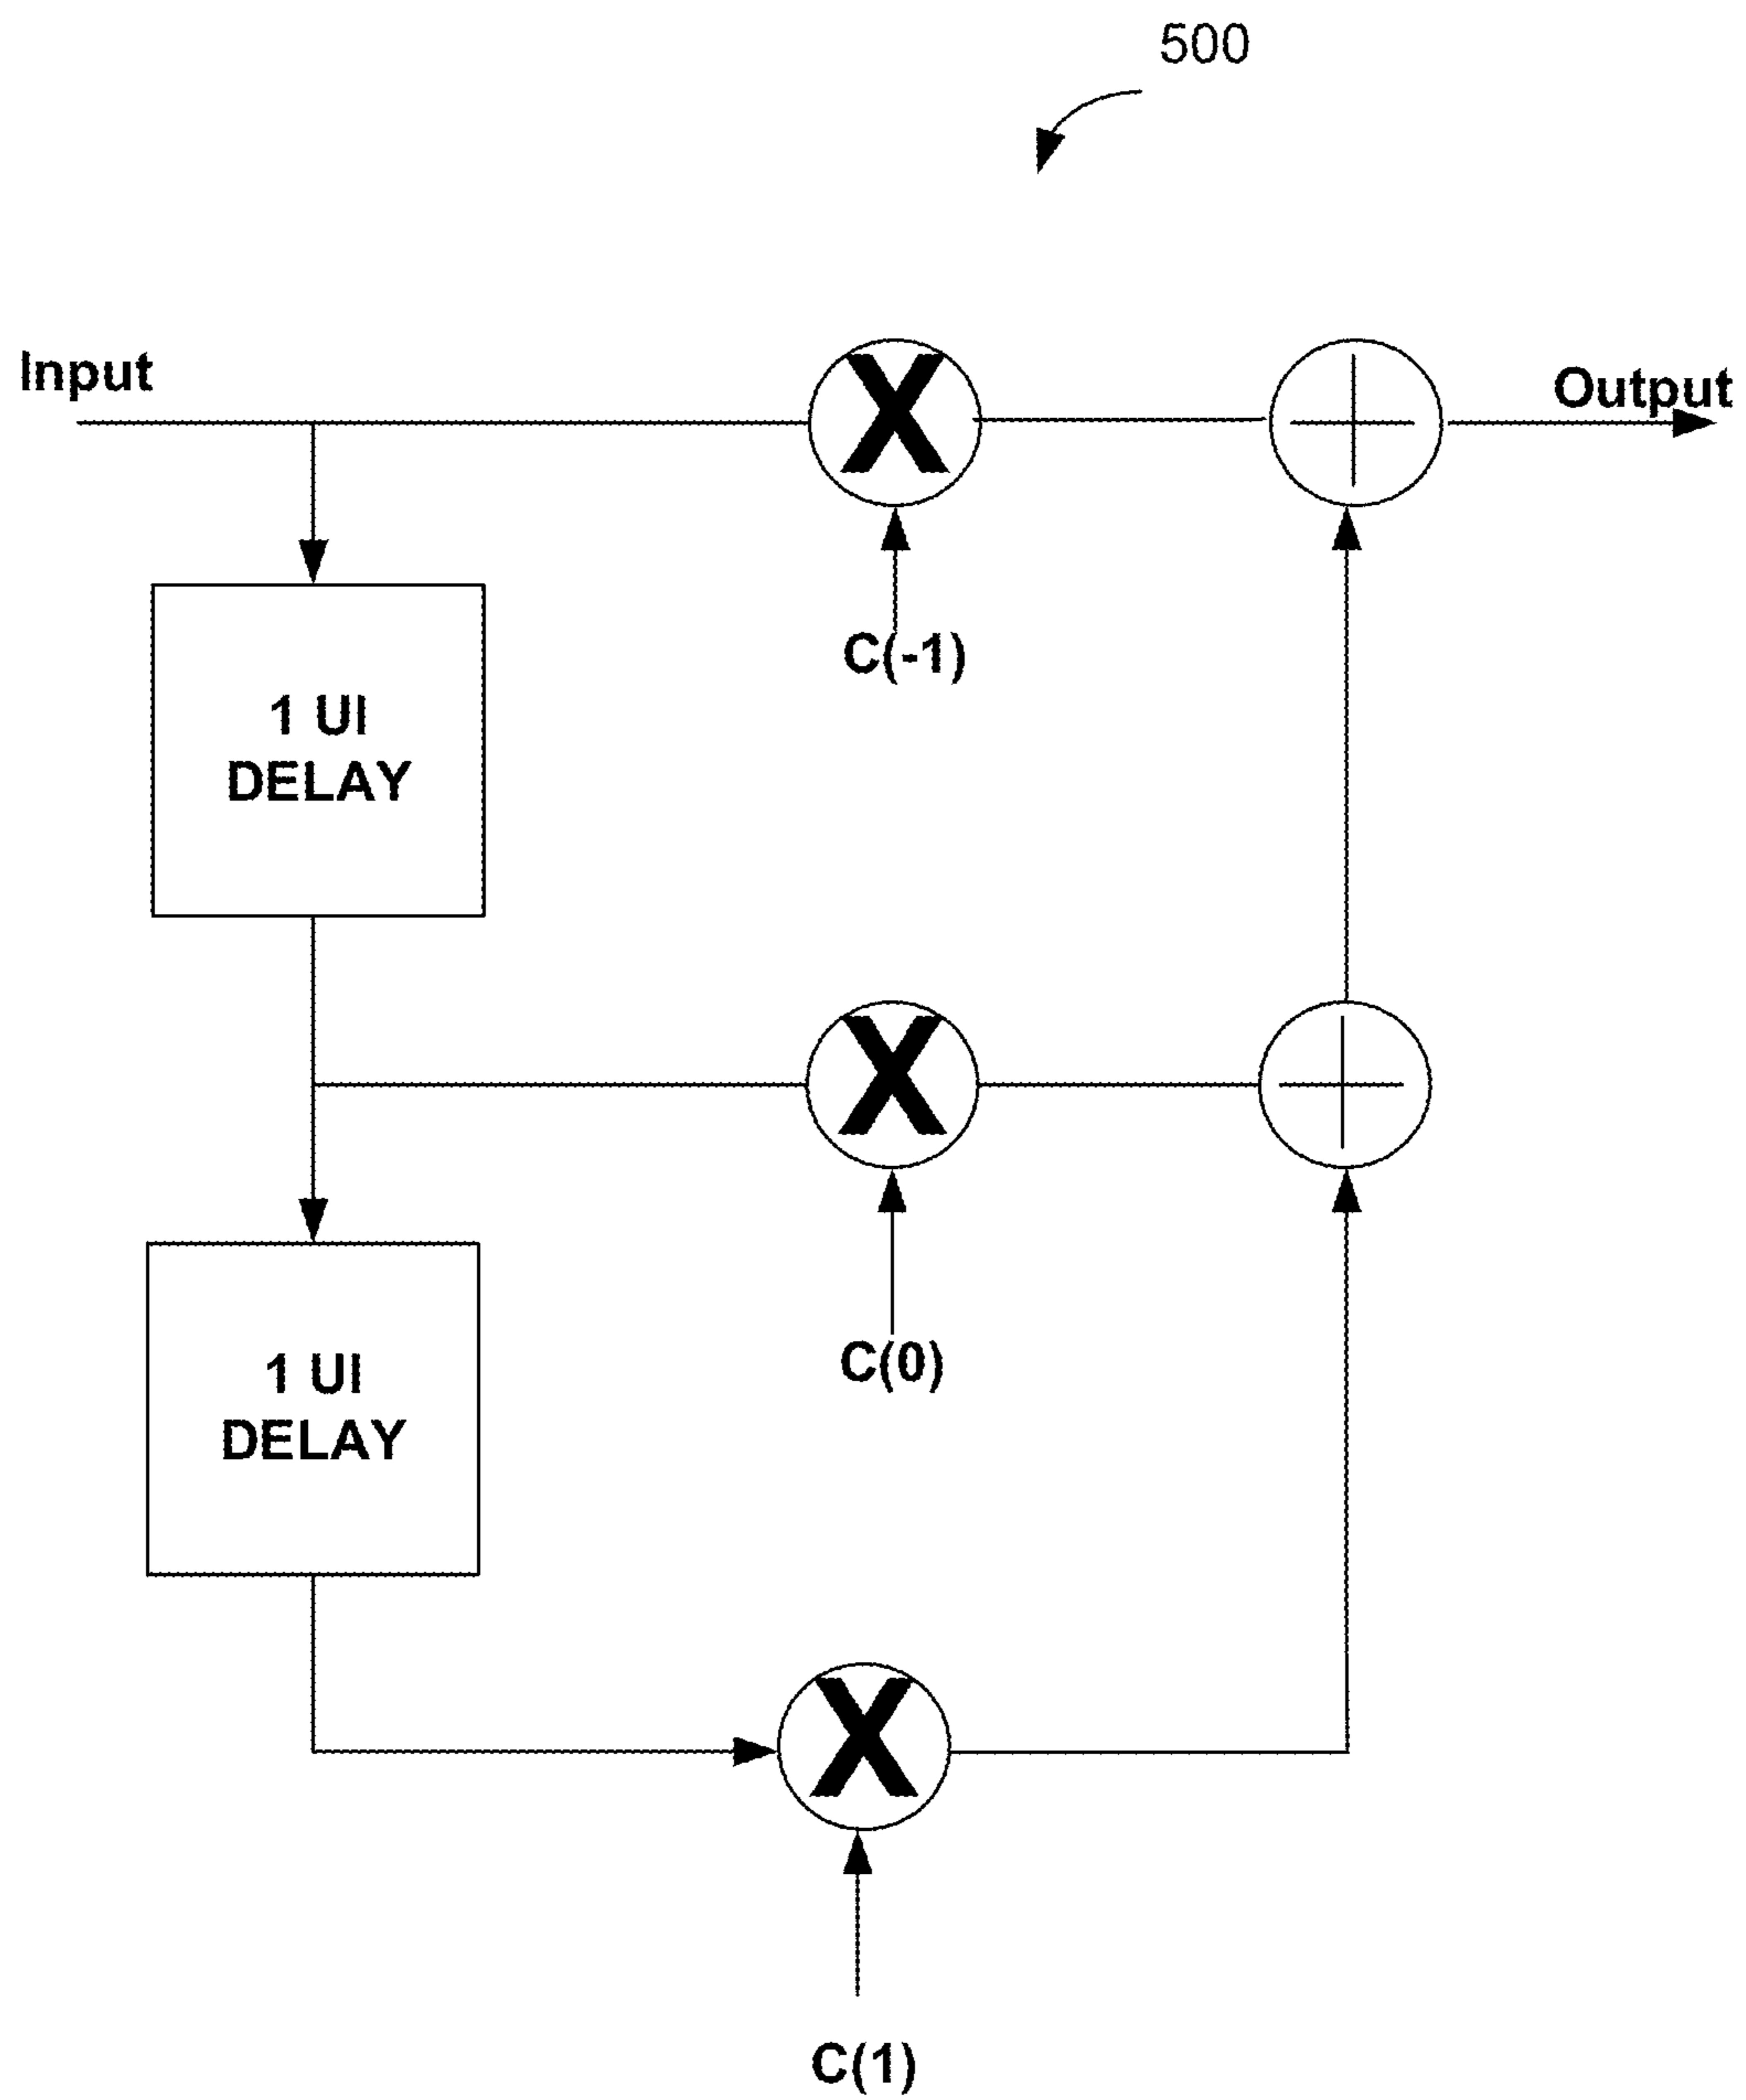 500
Input
Output
X
C(-1)
1 UI
DELAY
X
C(0)
1 UI
DELAY
X
C(1)